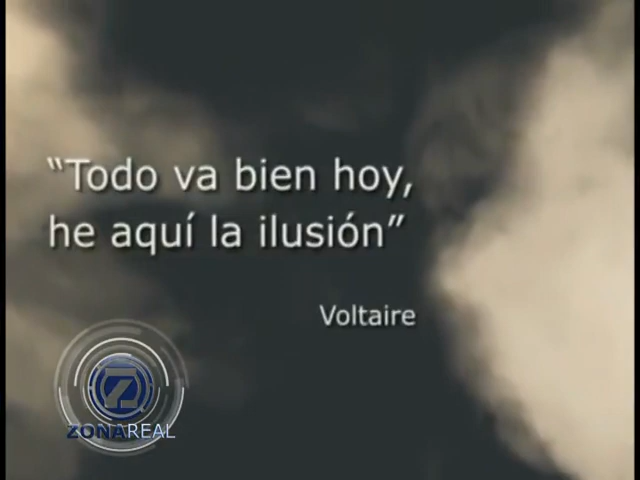 “Todo va bien hoy,
he aquí la ilusión”
Voltaire
Z
ZONAREAL